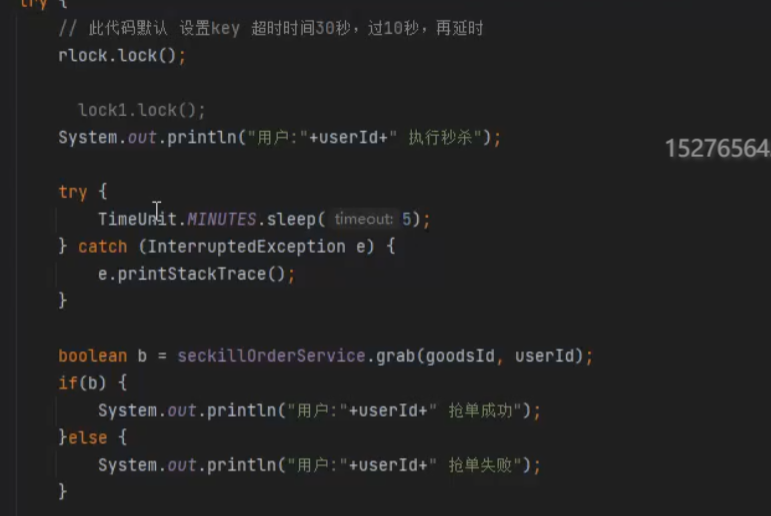 try {
// 此代码默认 设置key 超时时间30秒，过10秒，再延时
rlock.lock();
lock1.lock();
System.out.println("用户:"+userId+" 执行秒杀");
15276564
try {
TimeUnit.MINUTES.sleep( timeout: 5);
} catch (InterruptedException e) {
e.printStackTrace();
}
boolean b = seckillOrderService.grab(goodsId, userId);
if(b) {
System.out.println("用户:"+userId+" 抢单成功");
}else {
System.out.println("用户:"+userId+" 抢单失败");
}